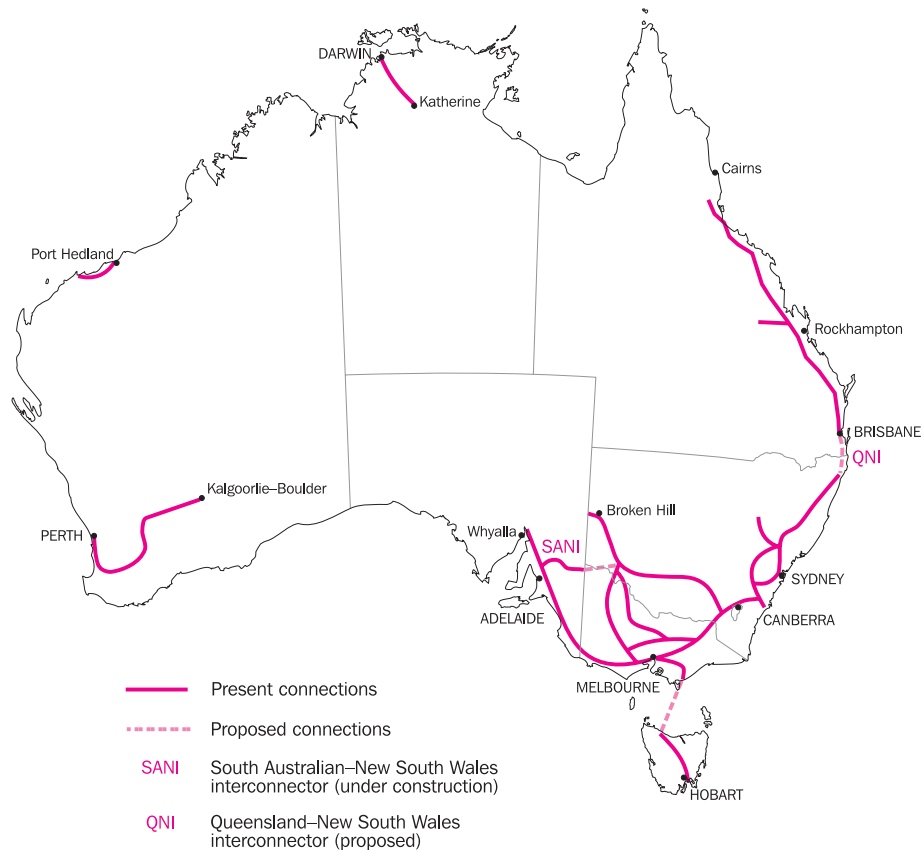 DARWIN
Katherine
Cairns
Port Hedland
Rockhampton
BRISBANE
QNI
Kalgoorlie–Boulder
Broken Hill
PERTH
Whyalla
SANI
SYDNEY
ADELAIDE
CANBERRA
MELBOURNE
Present connections
Proposed connections
SANI South Australian–New South Wales
interconnector (under construction)
HOBART
QNI Queensland–New South Wales
interconnector (proposed)